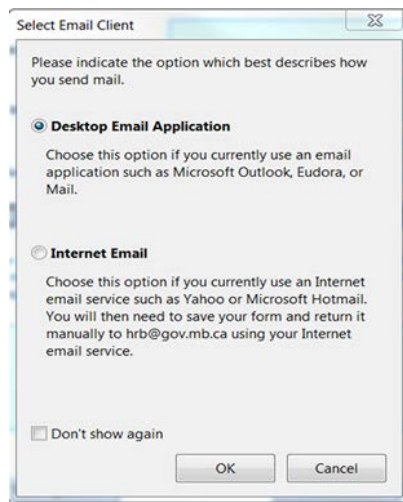 Select Email Client
Please indicate the option which best describes how
you send mail.
Desktop Email Application
Choose this option if you currently use an email
application such as Microsoft Outlook, Eudora, or
Mail.
Internet Email
Choose this option if you currently use an Internet
email service such as Yahoo or Microsoft Hotmail.
You will then need to save your form and return it
manually to hrb@gov.mb.ca using your Internet
email service.
Don't show again
OK
Cancel